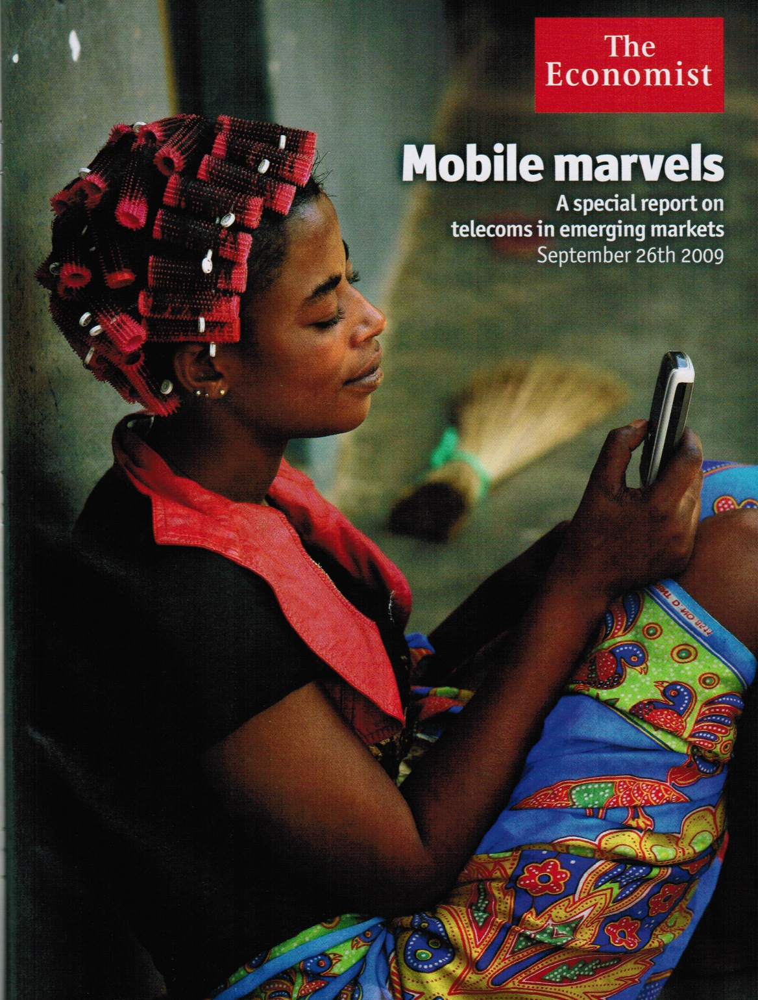 The
Economist
Mobile marvels
A special report on
telecoms in emerging markets
September 26th 2009